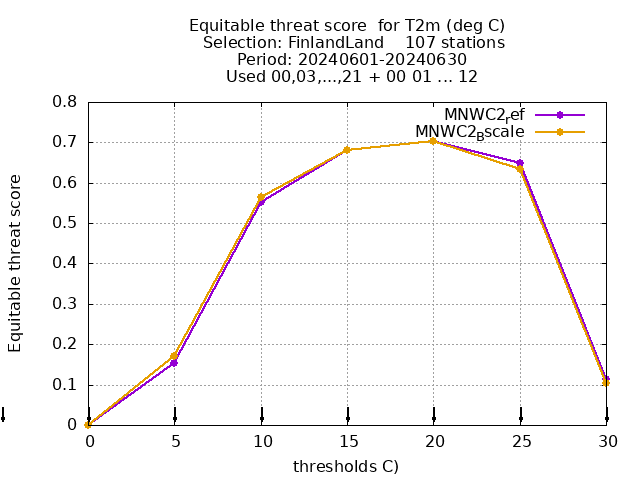 Equitable threat score  for T2m (deg C)
Selection: FinlandLand    107 stations
Period: 20240601-20240630
Used 00,03,...,21 + 00 01 ... 12
MNWC2ref
MNWC2Bscale
Equitable threat score
0.8
0.7
0.6
0.5
0.4
0.3
0.2
0.1
0
0 5 10 15 20 25 30
thresholds C)